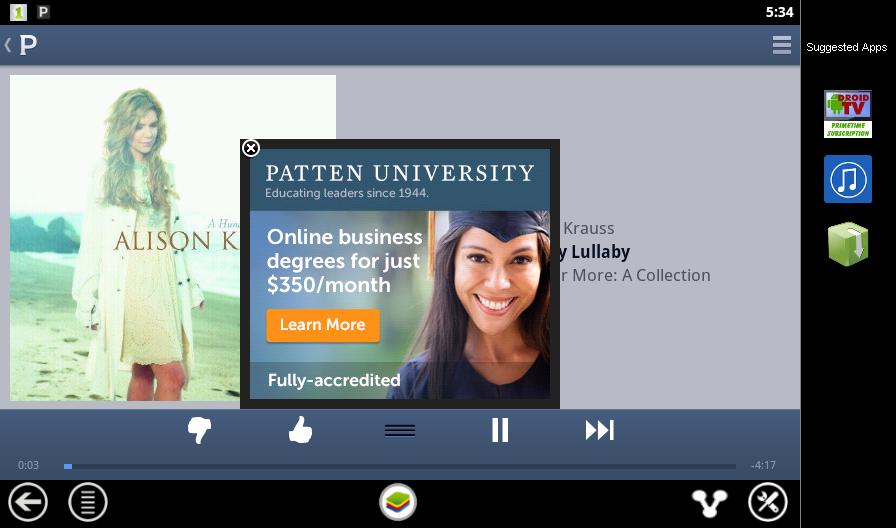 1 P 5:34
P
Suggested Apps
DROID
TV
PRIMETIME
SUBSCRIPTION
A Hun
ALISON K
PATTEN UNIVERSITY
Educating leaders since 1944.
Online business
degrees for just
$350/month
Learn More
Fully-accredited
Krauss
y Lullaby
r More: A Collection
0:03 -4:17